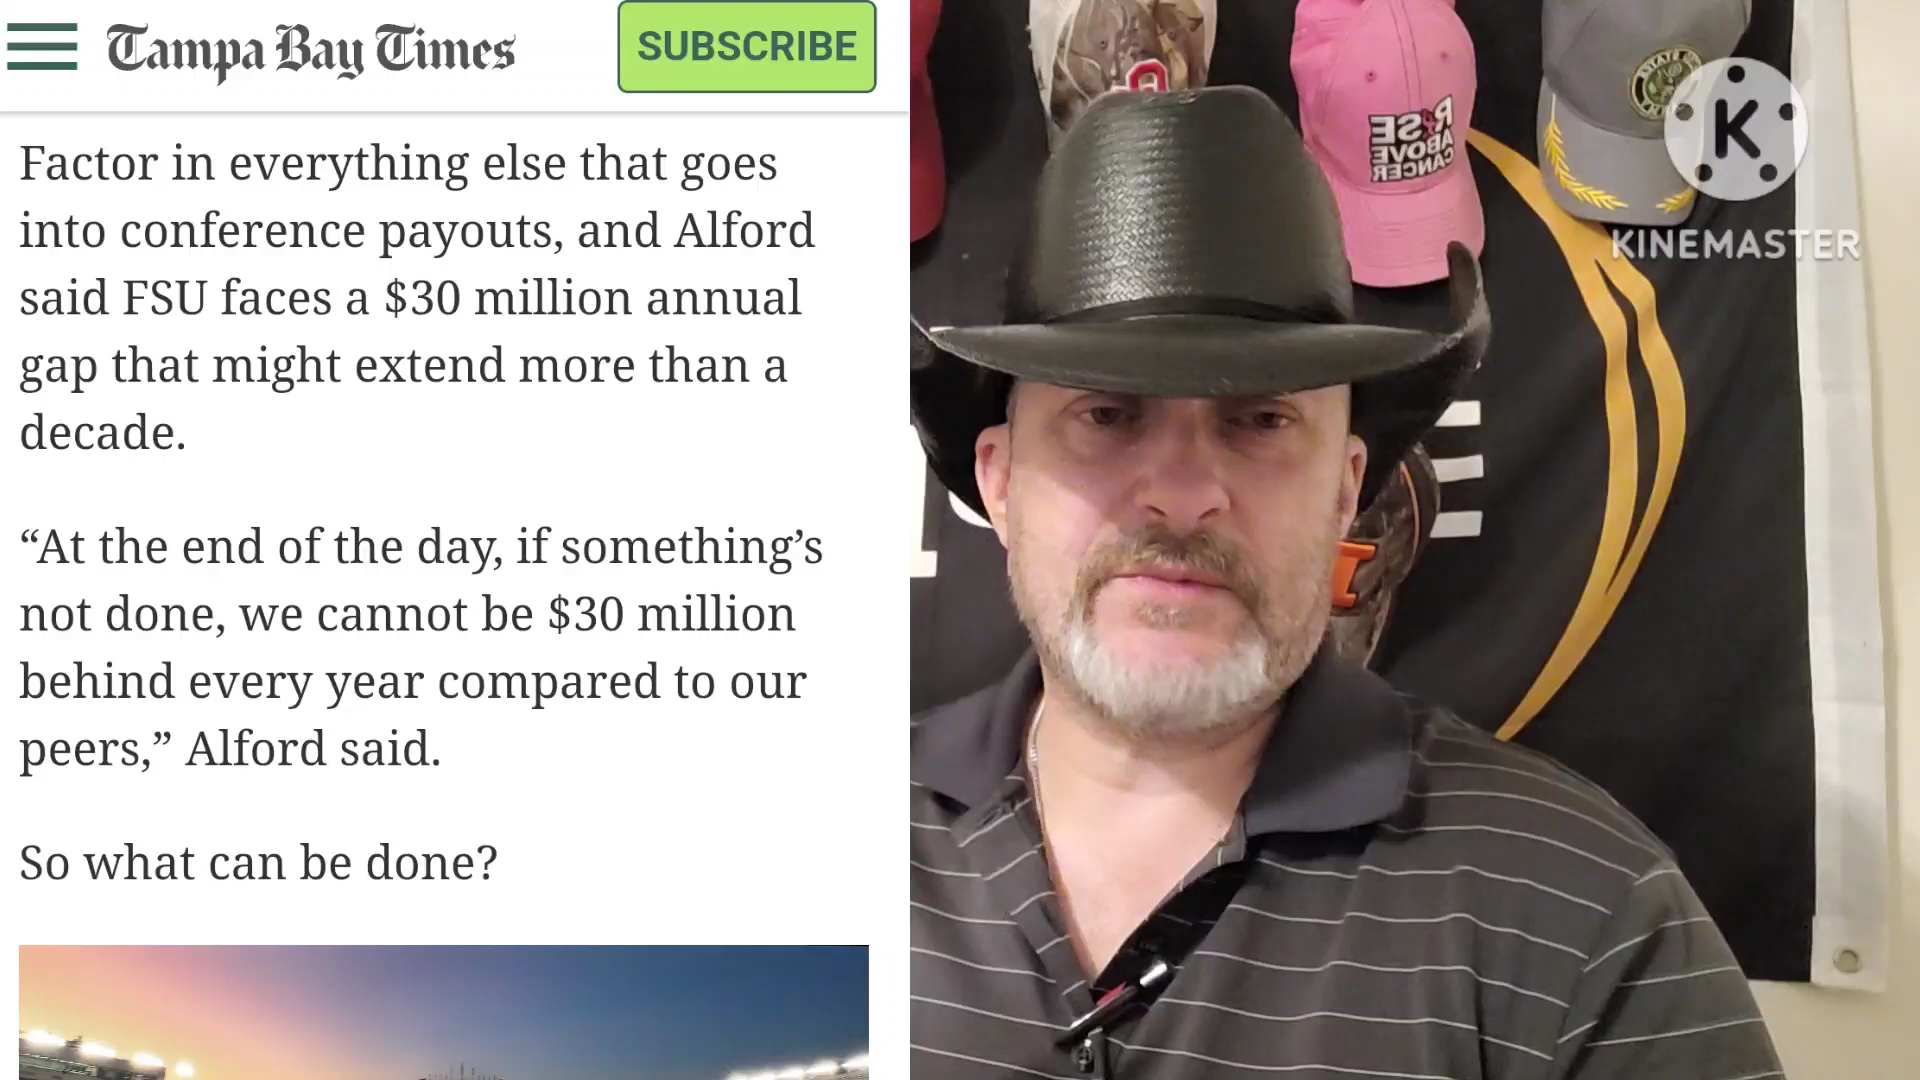 Tampa Bay Times
SUBSCRIBE
Factor in everything else that goes
into conference payouts, and Alford
said FSU faces a $30 million annual
gap that might extend more than a
decade.
“At the end of the day, if something’s
not done, we cannot be $30 million
behind every year compared to our
peers,” Alford said.
So what can be done?
RISE
ABOVE
CANCER
K
KINEMASTER